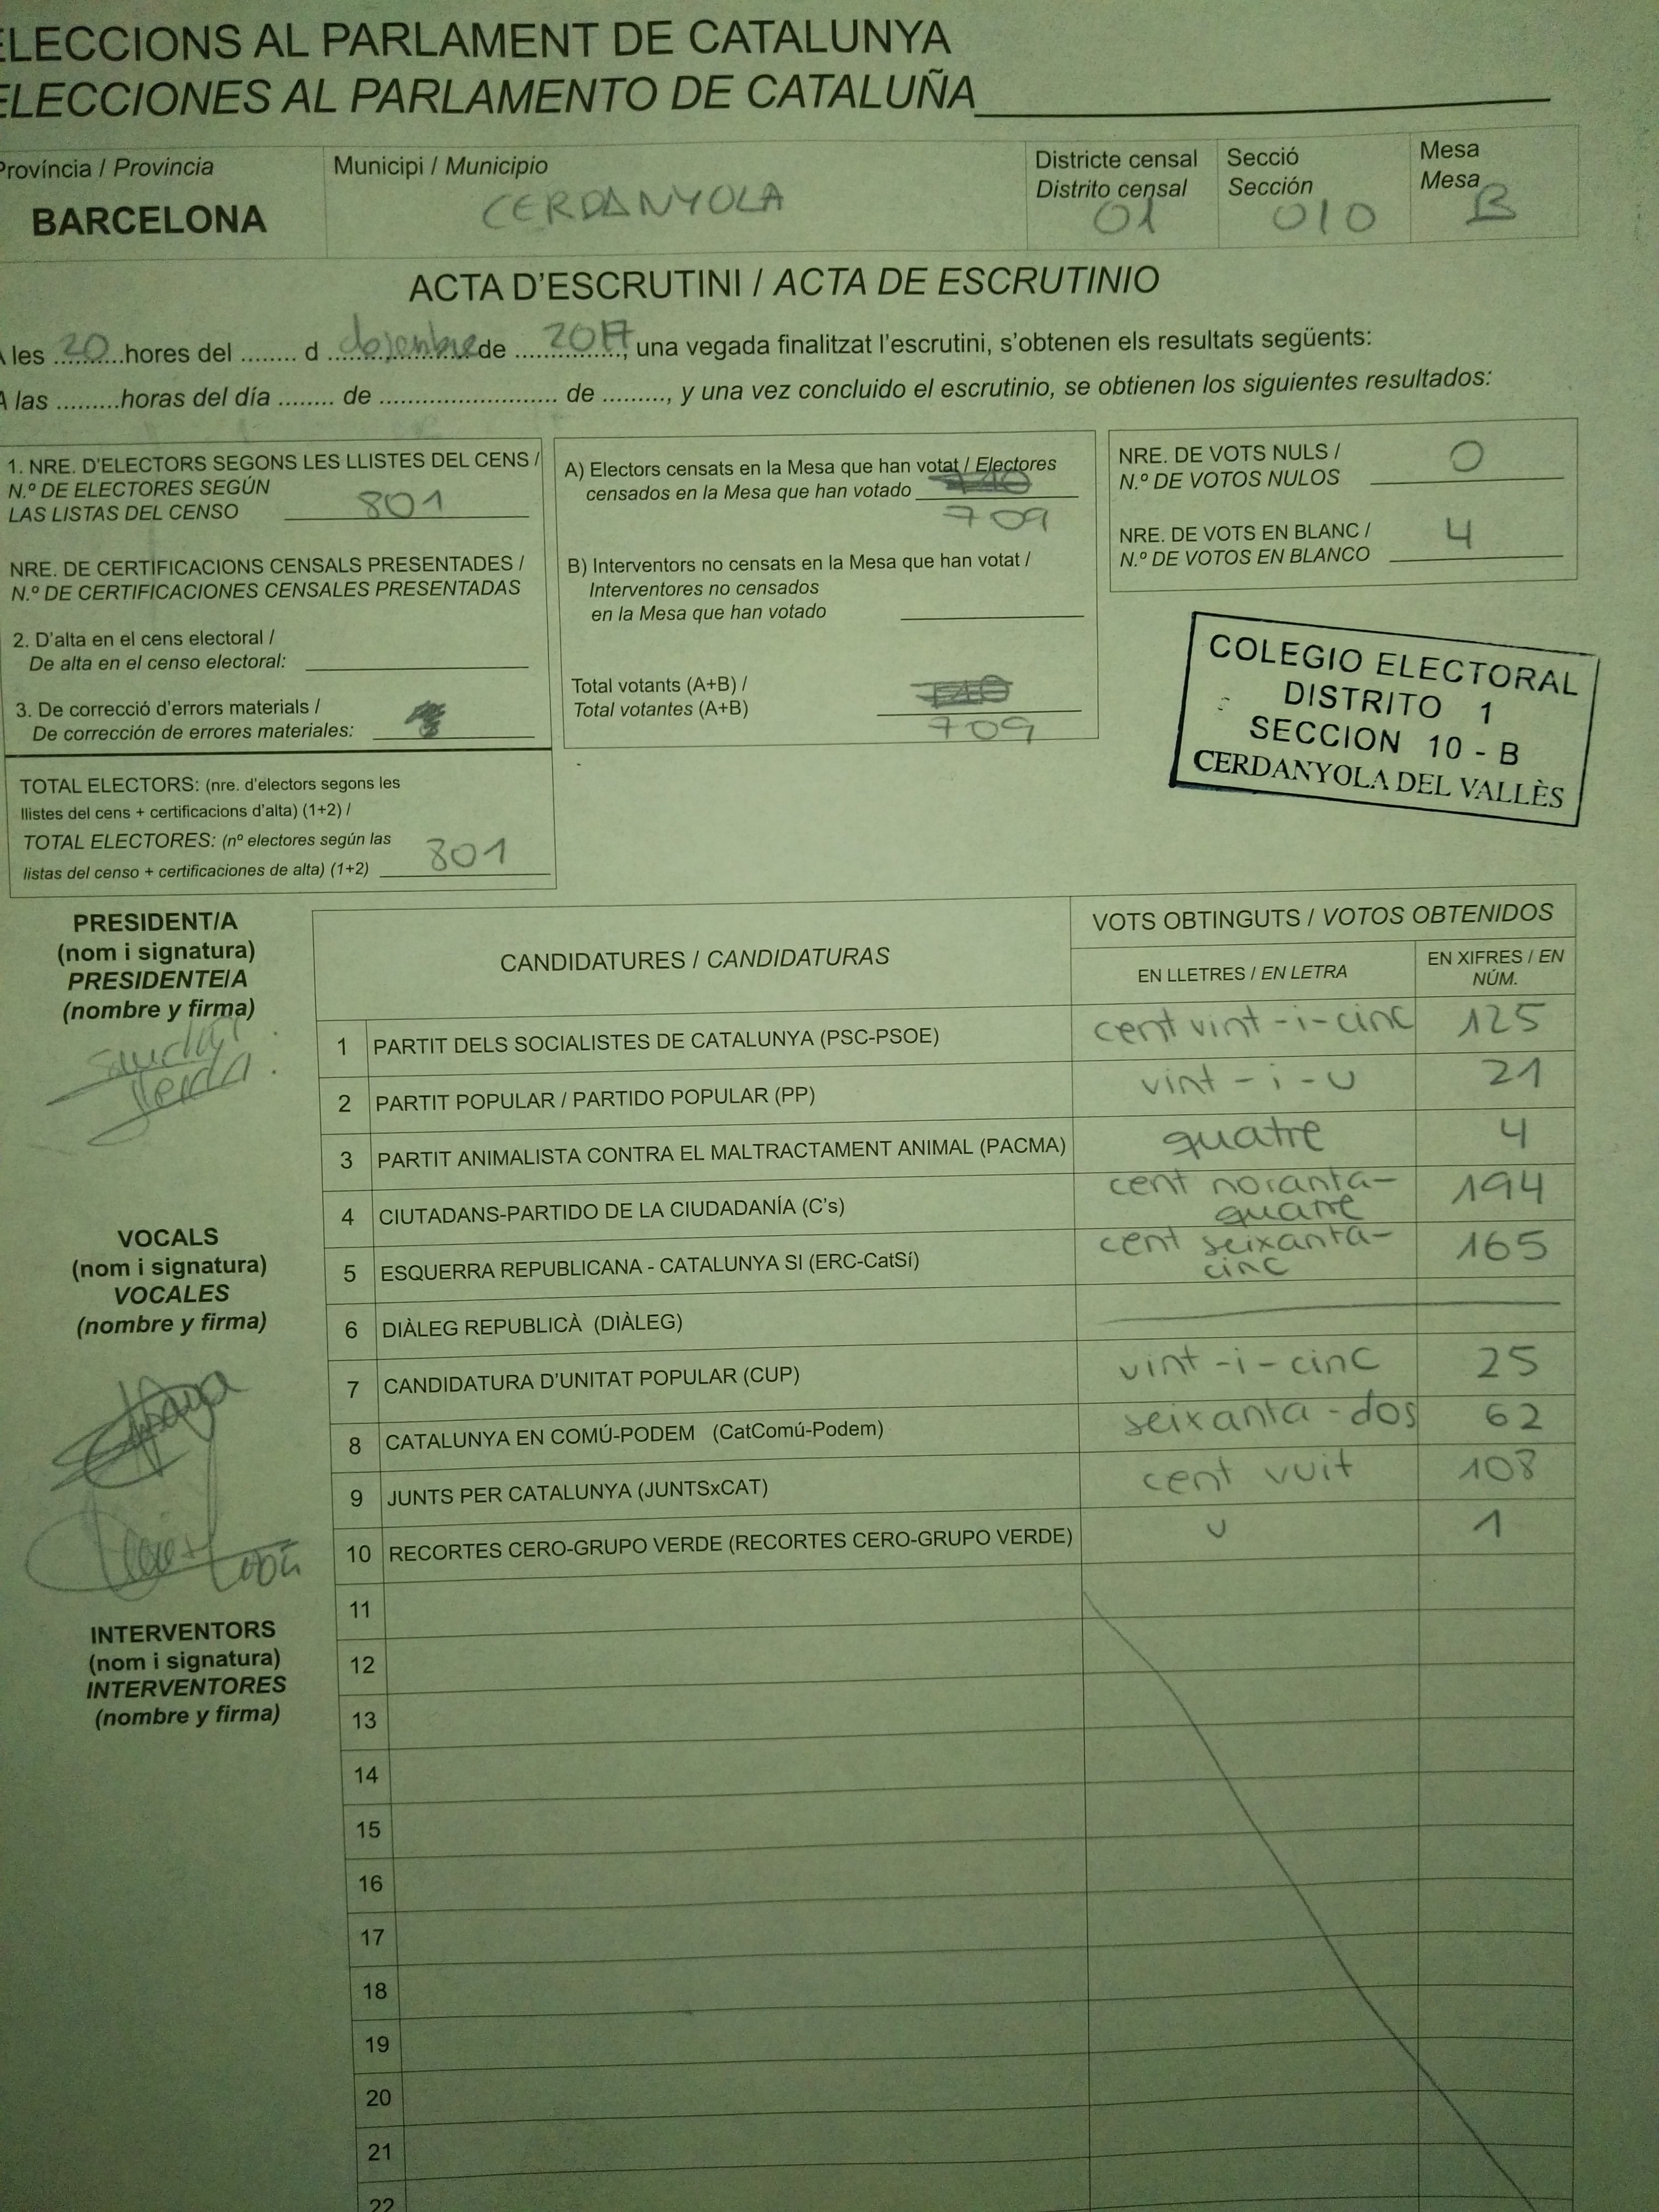 ELECCIONS AL PARLAMENT DE CATALUNYA
ELECCIONES AL PARLAMENTO DE CATALUÑA
Província / Provincia
BARCELONA
Municipi / Municipio
CERDANYOLA
Districte censal
Distrito censal
01
Secció
Sección
010
Mesa
Mesa
B
ACTA D'ESCRUTINI / ACTA DE ESCRUTINIO
A les 20 hores del ........ d ........ de 2017, una vegada finalitzat l'escrutini, s'obtenen els resultats següents:
A las .........horas del día ........ de ........................... de ........., y una vez concluido el escrutinio, se obtienen los siguientes resultados:
1. NRE. D'ELECTORS SEGONS LES LLISTES DEL CENS /
N.º DE ELECTORES SEGÚN
LAS LISTAS DEL CENSO 801
NRE. DE CERTIFICACIONS CENSALS PRESENTADES /
N.º DE CERTIFICACIONES CENSALES PRESENTADAS
2. D'alta en el cens electoral /
De alta en el censo electoral:
3. De correcció d'errors materials /
De corrección de errores materiales:
TOTAL ELECTORS: (nre. d'electors segons les
llistes del cens + certificacions d'alta) (1+2) /
TOTAL ELECTORES: (nº electores según las
listas del censo + certificaciones de alta) (1+2) 801
A) Electors censats en la Mesa que han votat / Electores
censados en la Mesa que han votado
709
B) Interventors no censats en la Mesa que han votat /
Interventores no censados
en la Mesa que han votado
Total votants (A+B) /
Total votantes (A+B)
709
NRE. DE VOTS NULS /
N.º DE VOTOS NULOS 0
NRE. DE VOTS EN BLANC /
N.º DE VOTOS EN BLANCO 4
COLEGIO ELECTORAL
DISTRITO 1
SECCION 10 - B
CERDANYOLA DEL VALLÈS
PRESIDENT/A
(nom i signatura)
PRESIDENTE/A
(nombre y firma)
VOCALS
(nom i signatura)
VOCALES
(nombre y firma)
INTERVENTORS
(nom i signatura)
INTERVENTORES
(nombre y firma)
CANDIDATURES / CANDIDATURAS
VOTS OBTINGUTS / VOTOS OBTENIDOS
EN LLETRES / EN LETRA
EN XIFRES / EN
NÚM.
1 PARTIT DELS SOCIALISTES DE CATALUNYA (PSC-PSOE) cent vint-i-cinc 125
2 PARTIT POPULAR / PARTIDO POPULAR (PP) vint-i-u 21
3 PARTIT ANIMALISTA CONTRA EL MALTRACTAMENT ANIMAL (PACMA) quatre 4
4 CIUTADANS-PARTIDO DE LA CIUDADANÍA (C's) cent noranta-quatre 194
5 ESQUERRA REPUBLICANA - CATALUNYA SI (ERC-CatSí) cent seixanta-cinc 165
6 DIÀLEG REPUBLICÀ (DIÀLEG)
7 CANDIDATURA D'UNITAT POPULAR (CUP) vint-i-cinc 25
8 CATALUNYA EN COMÚ-PODEM (CatComú-Podem) seixanta-dos 62
9 JUNTS PER CATALUNYA (JUNTSxCAT) cent vuit 108
10 RECORTES CERO-GRUPO VERDE (RECORTES CERO-GRUPO VERDE) u 1
11
12
13
14
15
16
17
18
19
20
21
22